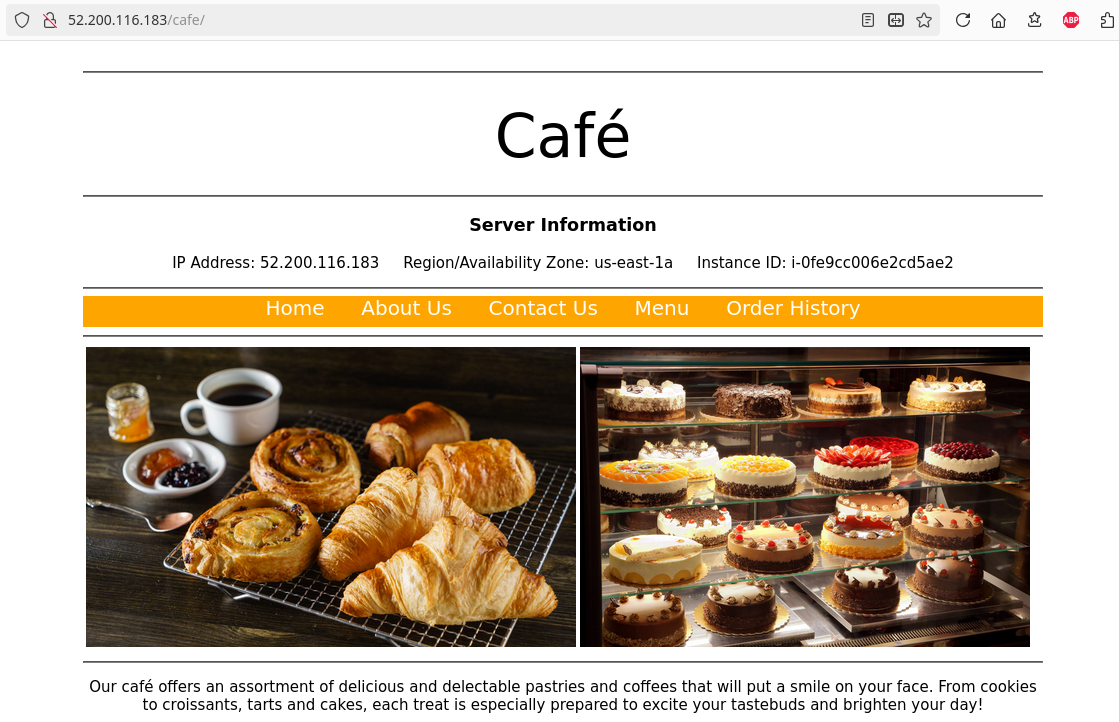 52.200.116.183/cafe/
ABP
Café
Server Information
IP Address: 52.200.116.183 Region/Availability Zone: us-east-1a Instance ID: i-0fe9cc006e2cd5ae2
Home About Us Contact Us Menu Order History
Our café offers an assortment of delicious and delectable pastries and coffees that will put a smile on your face. From cookies
to croissants, tarts and cakes, each treat is especially prepared to excite your tastebuds and brighten your day!